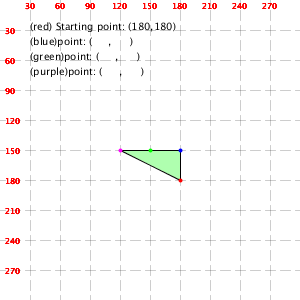 30 60 90 120 150 180 210 240 270
30
(red) Starting point: (180,180)
(blue)point: ( , )
60
(green)point: ( , )
(purple)point: ( , )
90
120
150
180
210
240
270